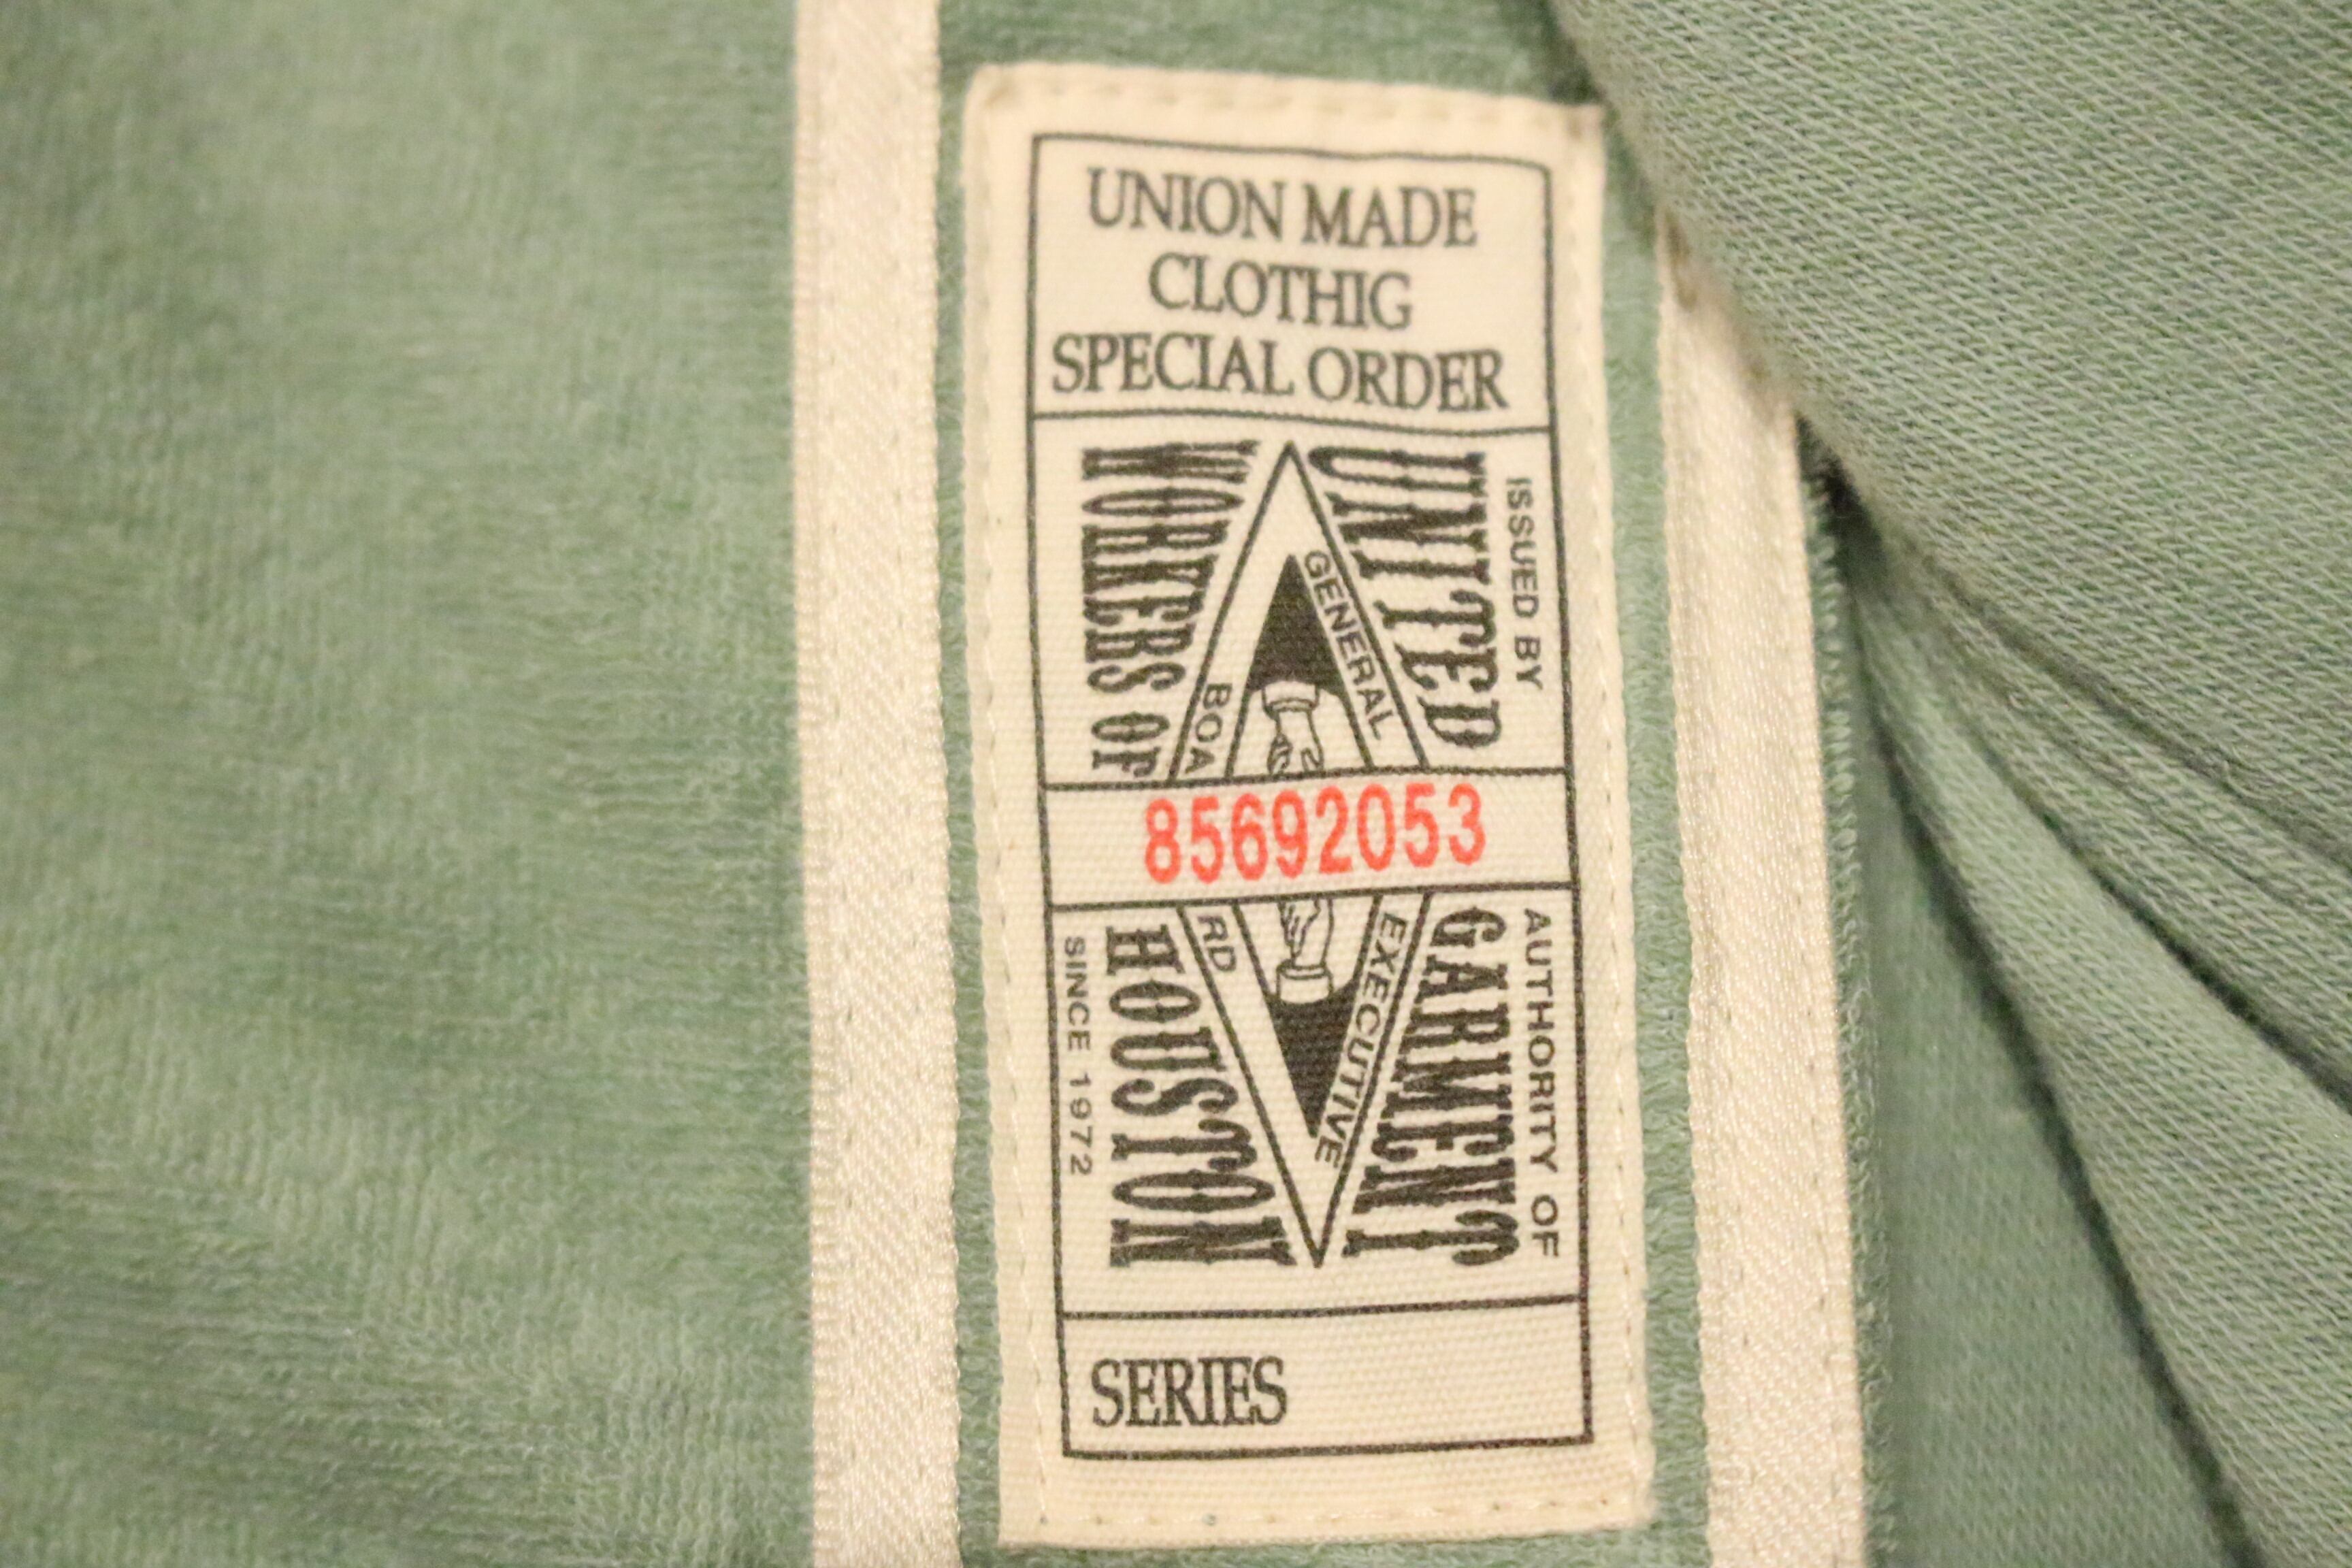 UNION MADE
CLOTHIG
SPECIAL ORDER
ISSUED BY
AUTHORITY OF
UNITED
GARMENT
WORKERS OF
HOUSTON
SINCE 1972
GENERAL
EXECUTIVE
BOA
RD
85692053
SERIES